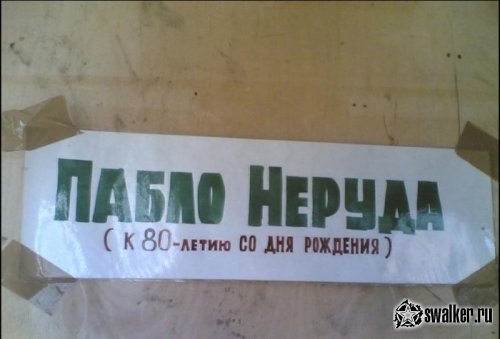 ПАБЛО НЕРУДА
( К 80-ЛЕТИЮ СО ДНЯ РОЖДЕНИЯ )
swalker.ru